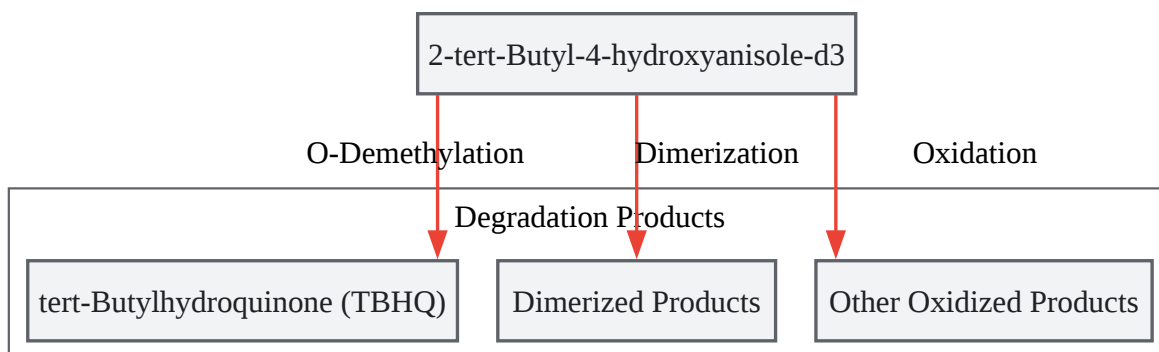 2-tert-Butyl-4-hydroxyanisole-d3
O-Demethylation
Dimerization
Oxidation
Degradation Products
tert-Butylhydroquinone (TBHQ)
Dimerized Products
Other Oxidized Products